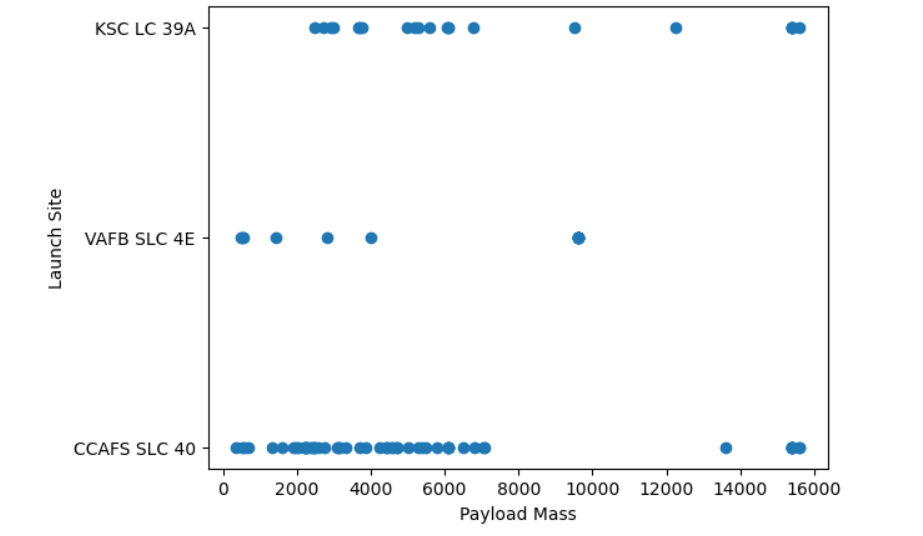 KSC LC 39A
VAFB SLC 4E
CCAFS SLC 40
Launch Site
0 2000 4000 6000 8000 10000 12000 14000 16000
Payload Mass